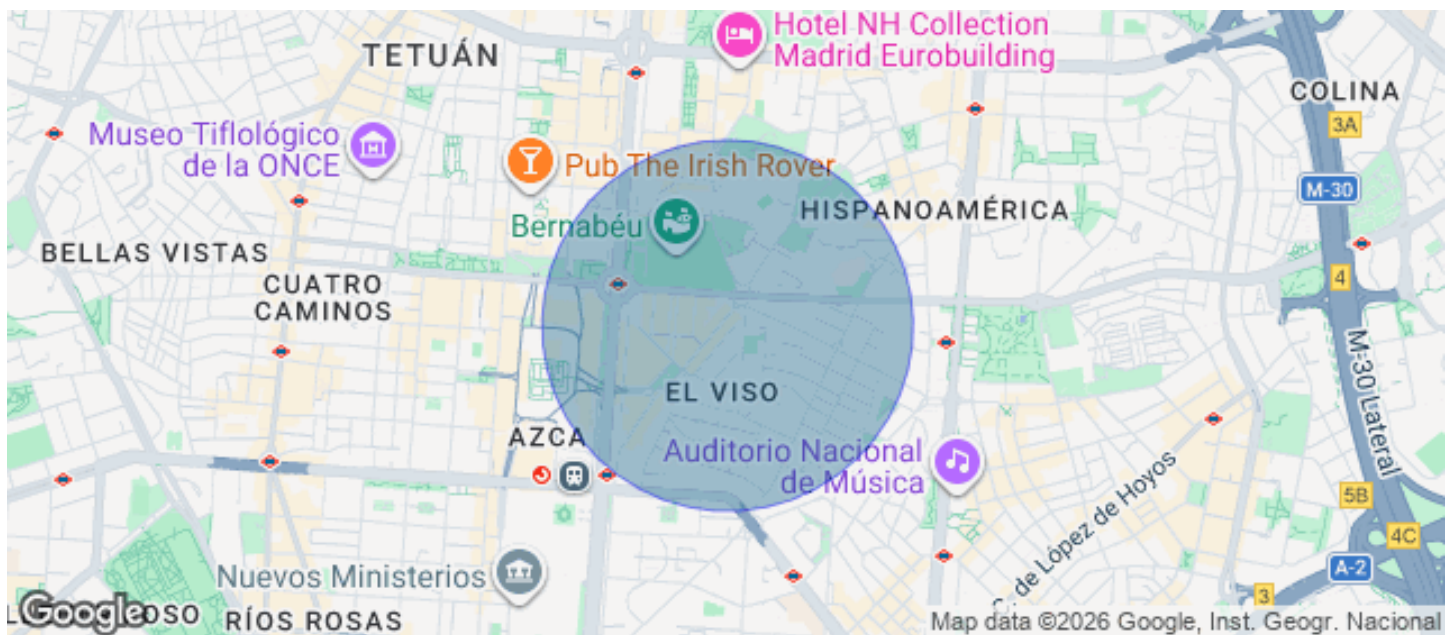 TETUÁN
Hotel NH Collection
Madrid Eurobuilding
COLINA
3A
Museo Tiflológico
de la ONCE
Pub The Irish Rover
M-30
HISPANOAMÉRICA
Bernabéu
BELLAS VISTAS
CUATRO
CAMINOS
4
M-30 Lateral
EL VISO
AZCA
Auditorio Nacional
de Música
C. de López de Hoyos
5B
4C
A-2
3
Nuevos Ministerios
Google
OSO
RÍOS ROSAS
Map data ©2026 Google, Inst. Geogr. Nacional